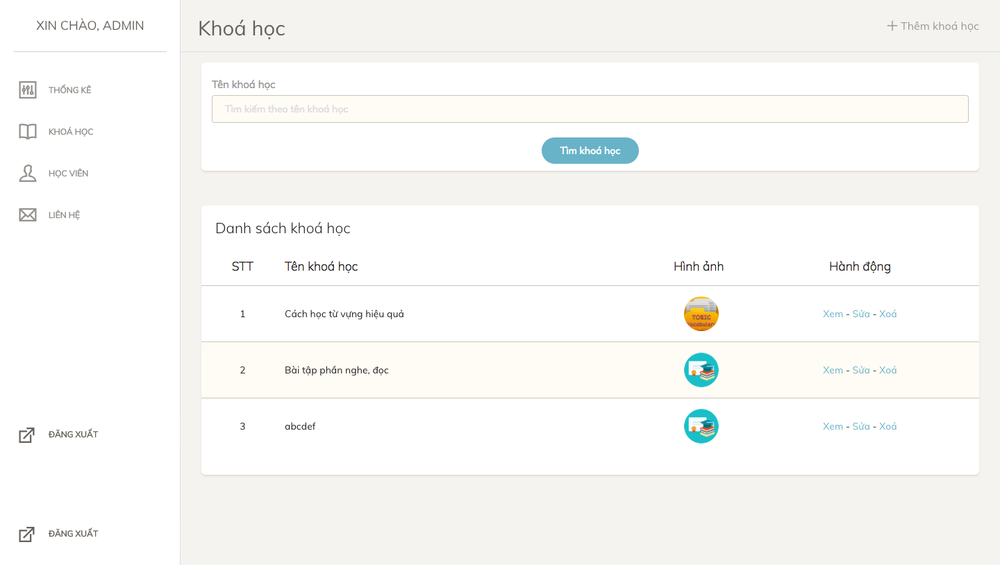 XIN CHÀO, ADMIN
THỐNG KÊ
KHOÁ HỌC
HỌC VIÊN
LIÊN HỆ
ĐĂNG XUẤT
ĐĂNG XUẤT
Khoá học
Thêm khoá học
Tên khoá học
Tìm kiếm theo tên khoá học
Tìm khoá học
Danh sách khoá học
STT Tên khoá học Hình ảnh Hành động
1 Cách học từ vựng hiệu quả TOEIC Vocabulary Xem - Sửa - Xoá
2 Bài tập phần nghe, đọc Xem - Sửa - Xoá
3 abcdef Xem - Sửa - Xoá